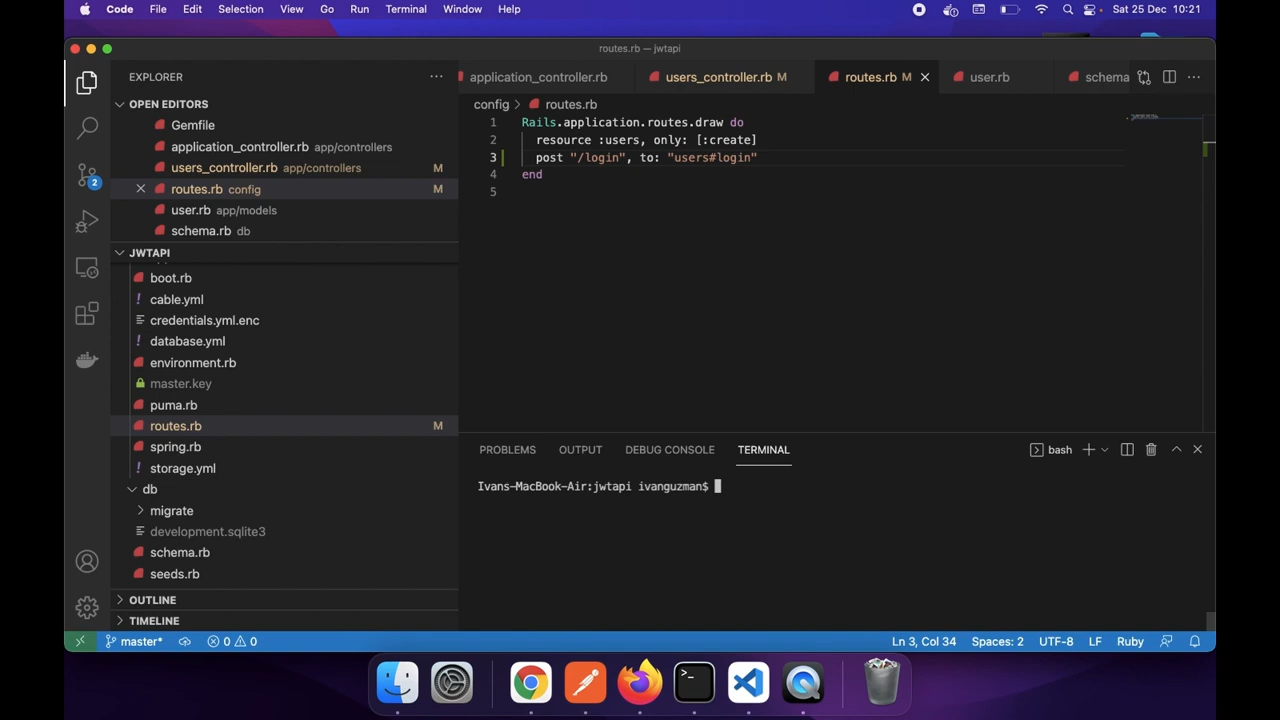 Code File Edit Selection View Go Run Terminal Window Help Sat 25 Dec 10:21
routes.rb — jwtapi
EXPLORER
application_controller.rb users_controller.rb M routes.rb M user.rb schema
OPEN EDITORS
Gemfile
application_controller.rb app/controllers
users_controller.rb app/controllers M
routes.rb config M
user.rb app/models
schema.rb db
JWTAPI
boot.rb
cable.yml
credentials.yml.enc
database.yml
environment.rb
master.key
puma.rb
routes.rb M
spring.rb
storage.yml
db
migrate
development.sqlite3
schema.rb
seeds.rb
OUTLINE
TIMELINE
config > routes.rb
1 Rails.application.routes.draw do
2 resource :users, only: [:create]
3 post "/login", to: "users#login"
4 end
5
PROBLEMS OUTPUT DEBUG CONSOLE TERMINAL bash
Ivans-MacBook-Air:jwtapi ivanguzman$
2
master* 0 0 Ln 3, Col 34 Spaces: 2 UTF-8 LF Ruby